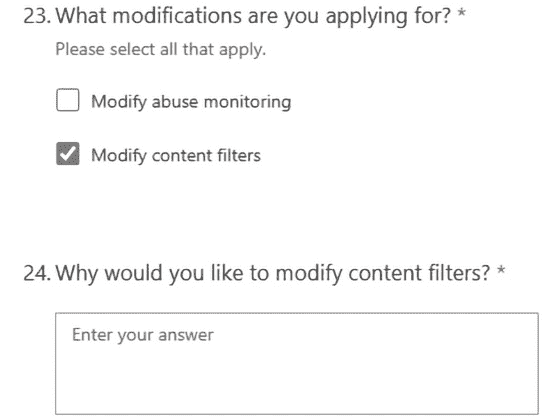 23. What modifications are you applying for? *
Please select all that apply.
Modify abuse monitoring
Modify content filters
24. Why would you like to modify content filters? *
Enter your answer